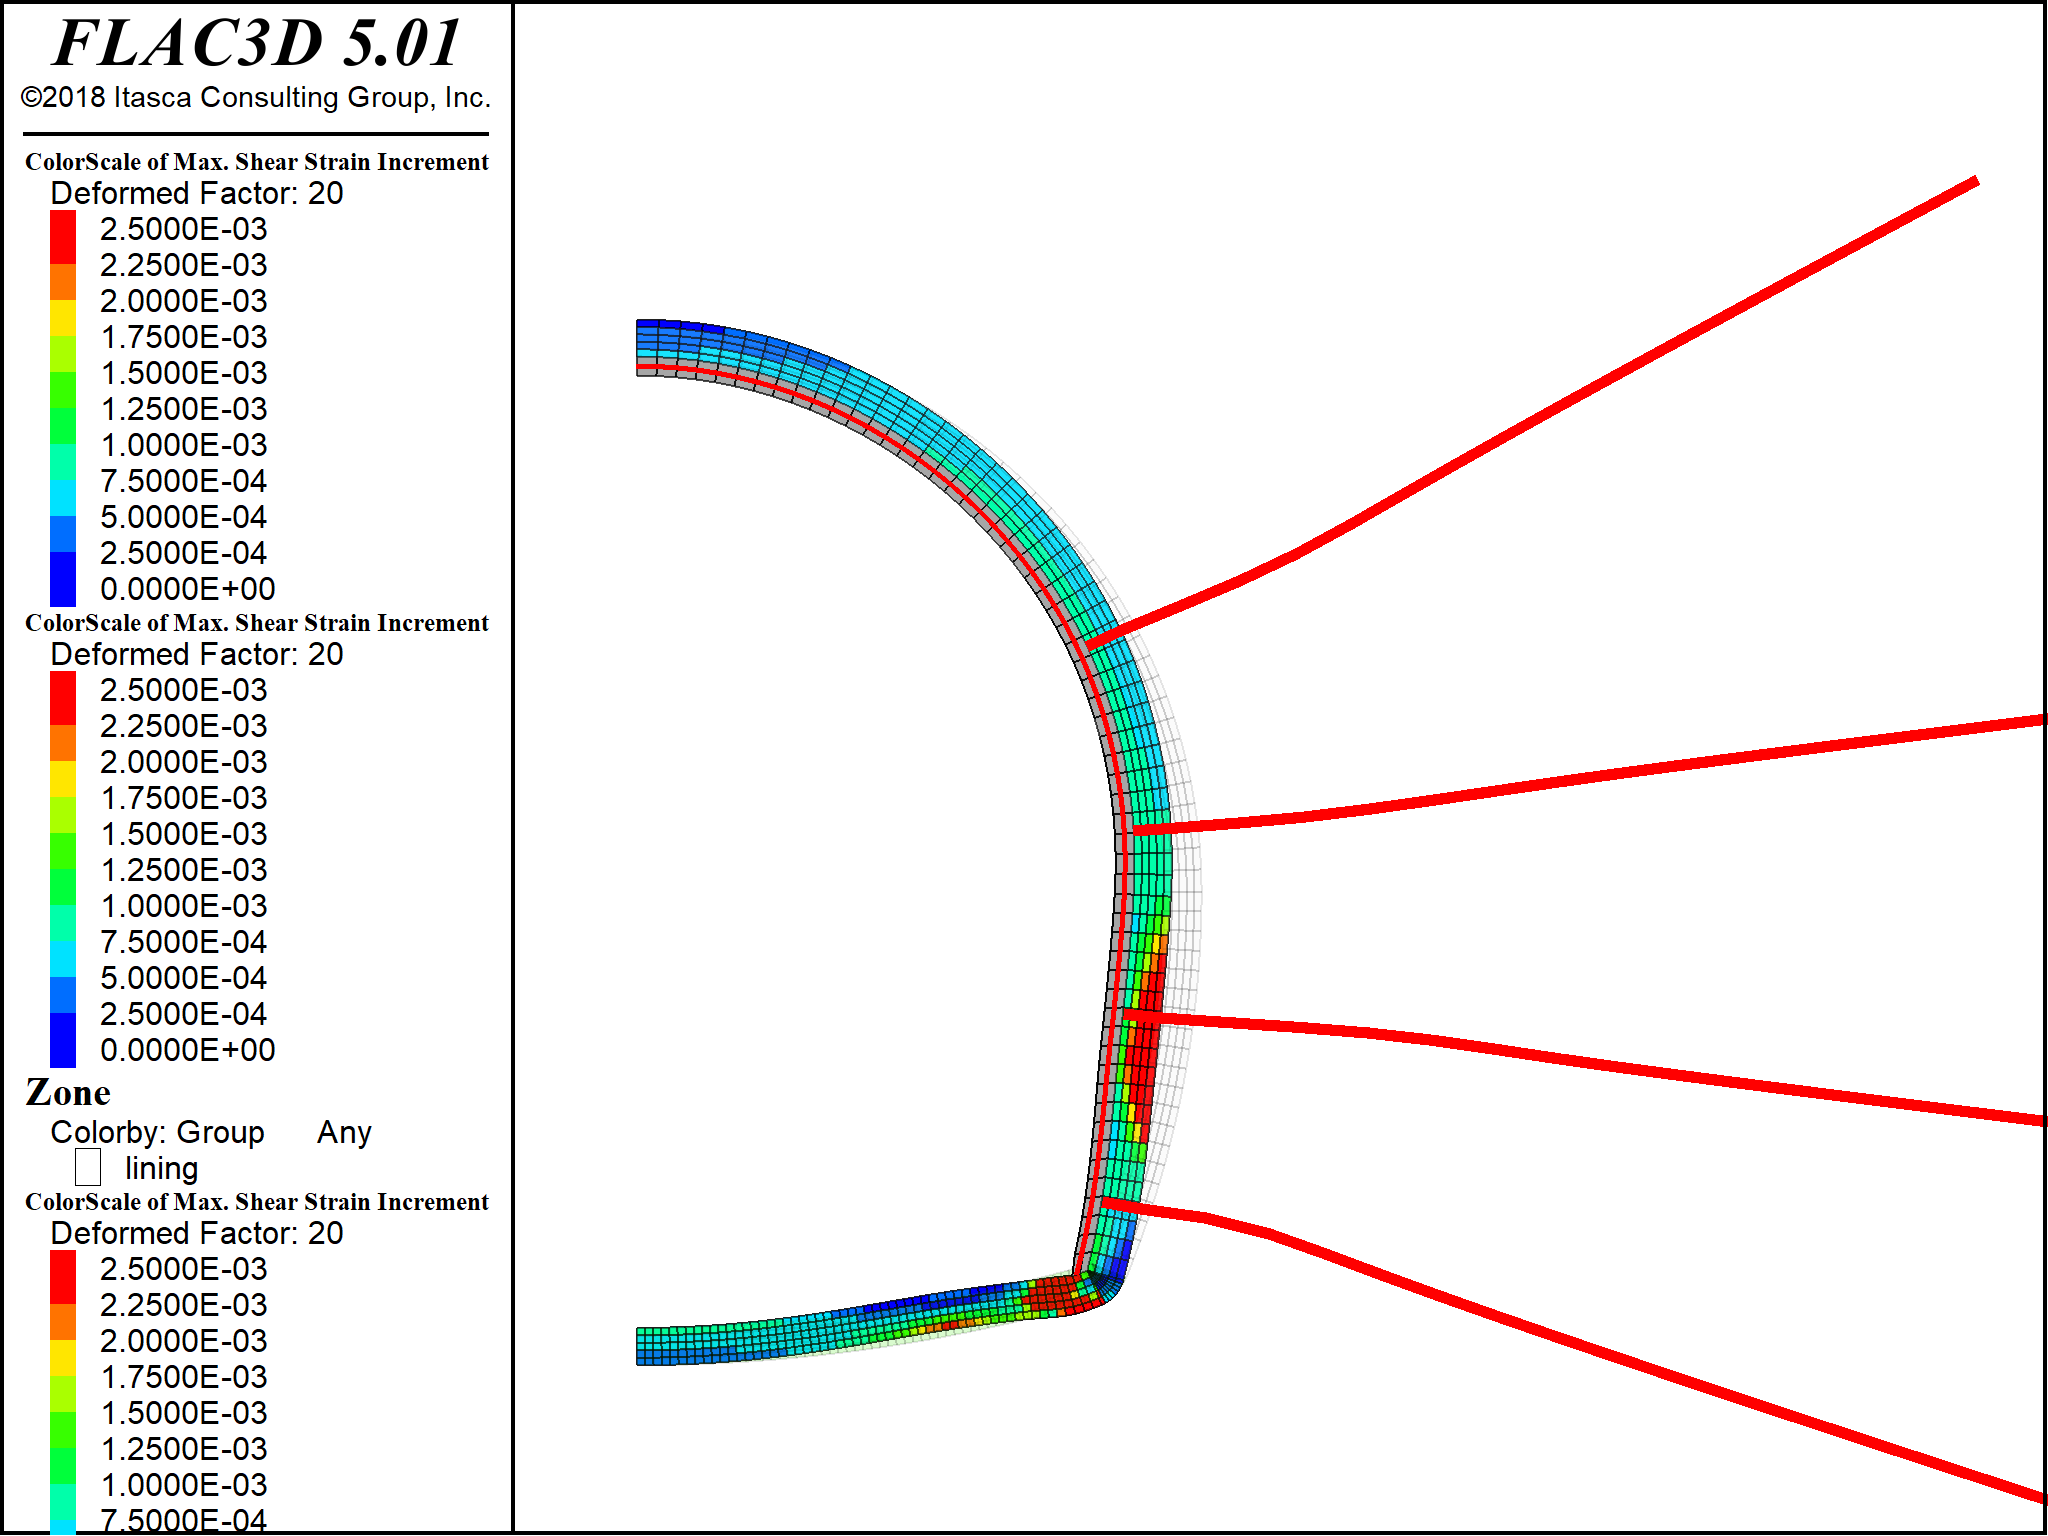 FLAC3D 5.01
©2018 Itasca Consulting Group, Inc.
ColorScale of Max. Shear Strain Increment
Deformed Factor: 20
2.5000E-03
2.2500E-03
2.0000E-03
1.7500E-03
1.5000E-03
1.2500E-03
1.0000E-03
7.5000E-04
5.0000E-04
2.5000E-04
0.0000E+00
ColorScale of Max. Shear Strain Increment
Deformed Factor: 20
2.5000E-03
2.2500E-03
2.0000E-03
1.7500E-03
1.5000E-03
1.2500E-03
1.0000E-03
7.5000E-04
5.0000E-04
2.5000E-04
0.0000E+00
Zone
Colorby: Group Any
lining
ColorScale of Max. Shear Strain Increment
Deformed Factor: 20
2.5000E-03
2.2500E-03
2.0000E-03
1.7500E-03
1.5000E-03
1.2500E-03
1.0000E-03
7.5000E-04